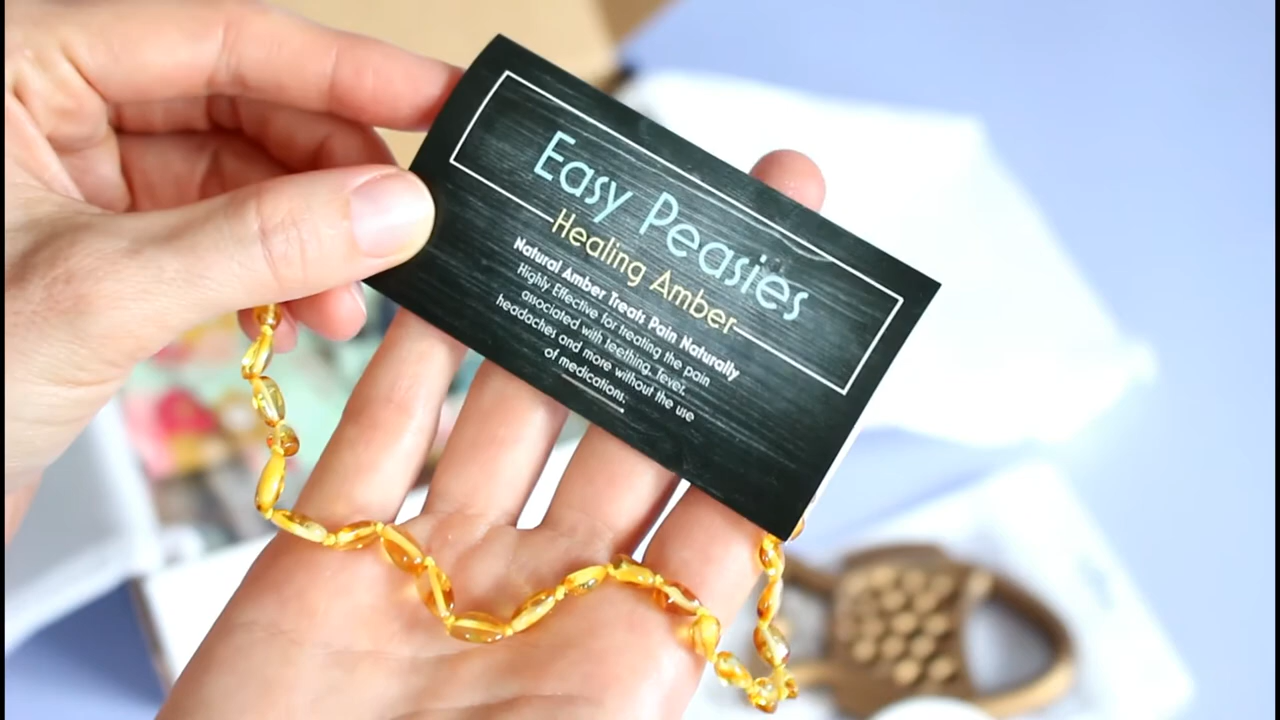 Easy Peasies
Healing Amber
Natural Amber Treats Pain Naturally
Highly Effective for treating the pain
associated with teething, fever,
headaches and more without the use
of medications.